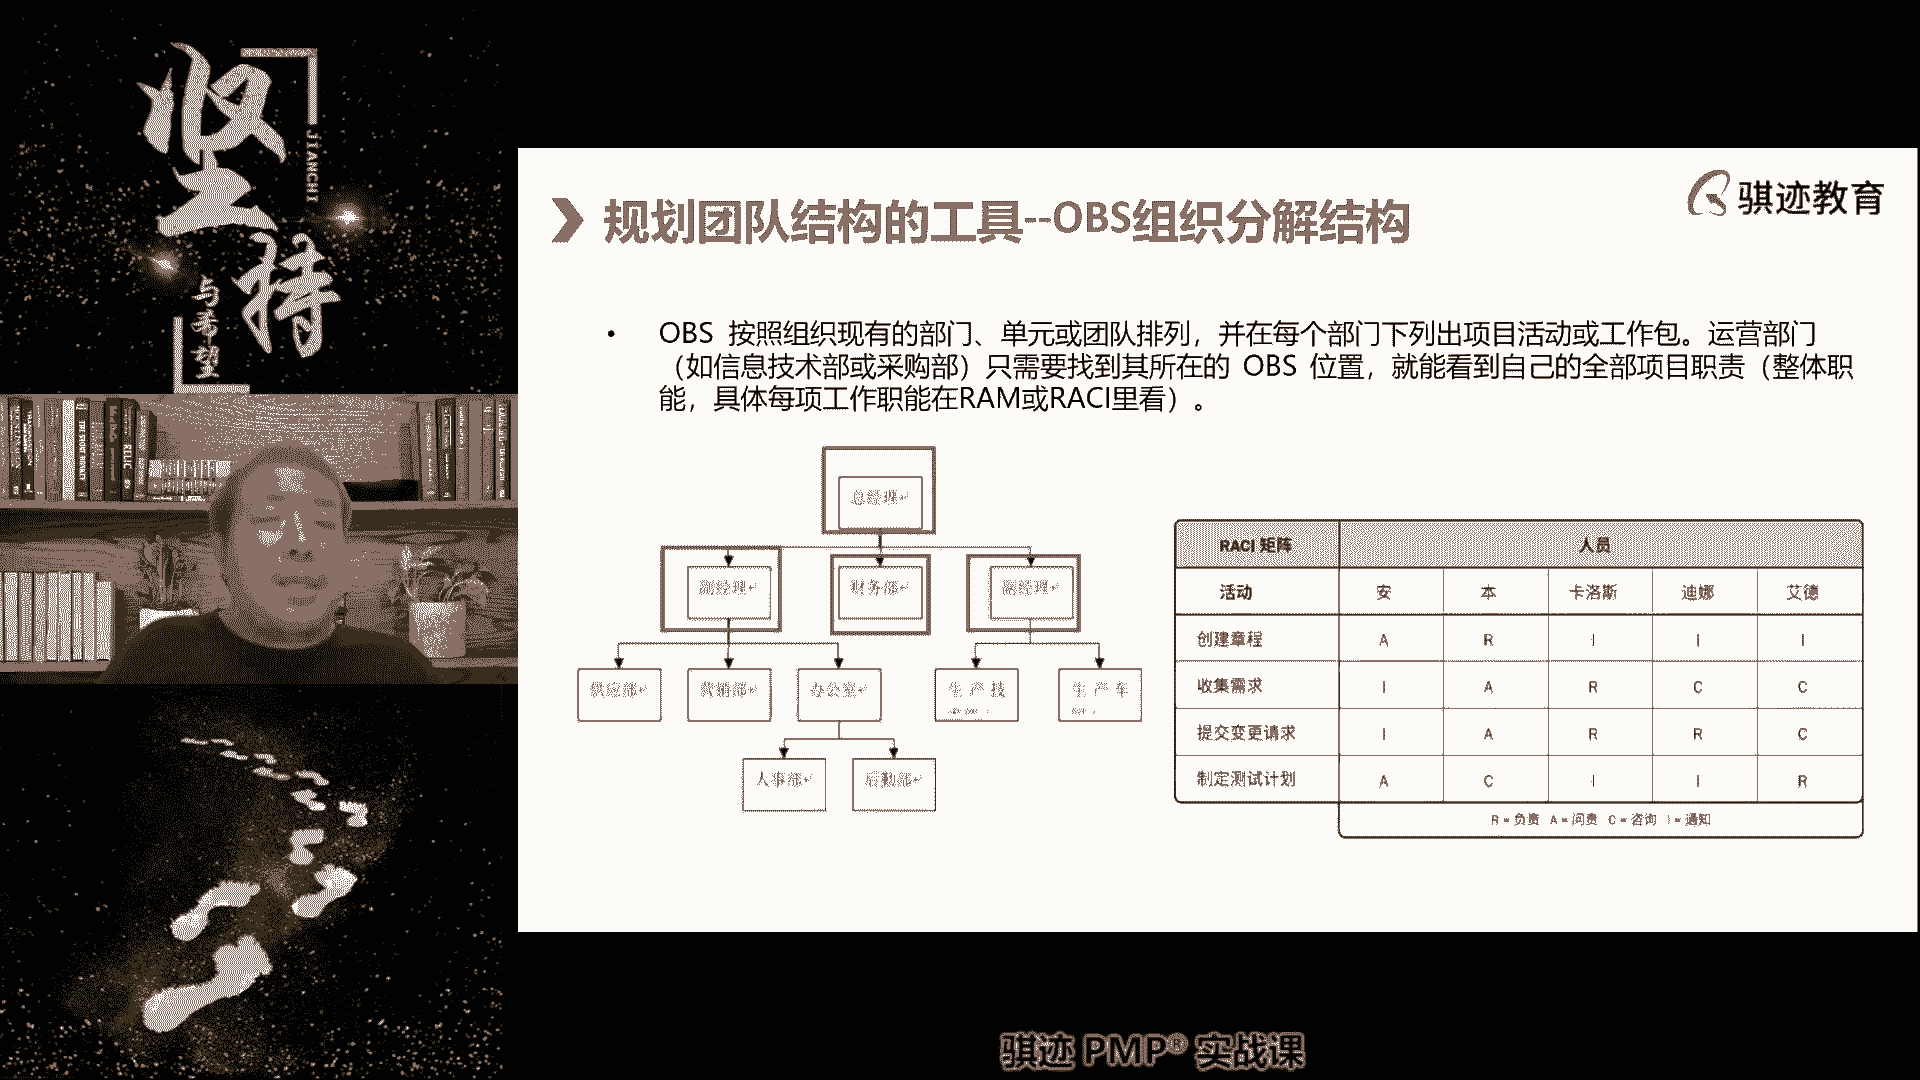 坚持
JIANCHI
与希望
骐迹教育
规划团队结构的工具--OBS组织分解结构
• OBS 按照组织现有的部门、单元或团队排列，并在每个部门下列出项目活动或工作包。运营部门
（如信息技术部或采购部）只需要找到其所在的 OBS 位置，就能看到自己的全部项目职责（整体职
能，具体每项工作职能在RAM或RACI里看）。
总经理
副经理 财务部 副经理
供应部 营销部 办公室 生产技 生产车
人事部 后勤部
RACI 矩阵 人员
活动 安 本 卡洛斯 迪娜 艾德
创建章程 A R I I I
收集需求 I A R C C
提交变更请求 I A R R C
制定测试计划 A C I I R
R = 负责 A = 问责 C = 咨询 I = 通知
骐迹 PMP® 实战课